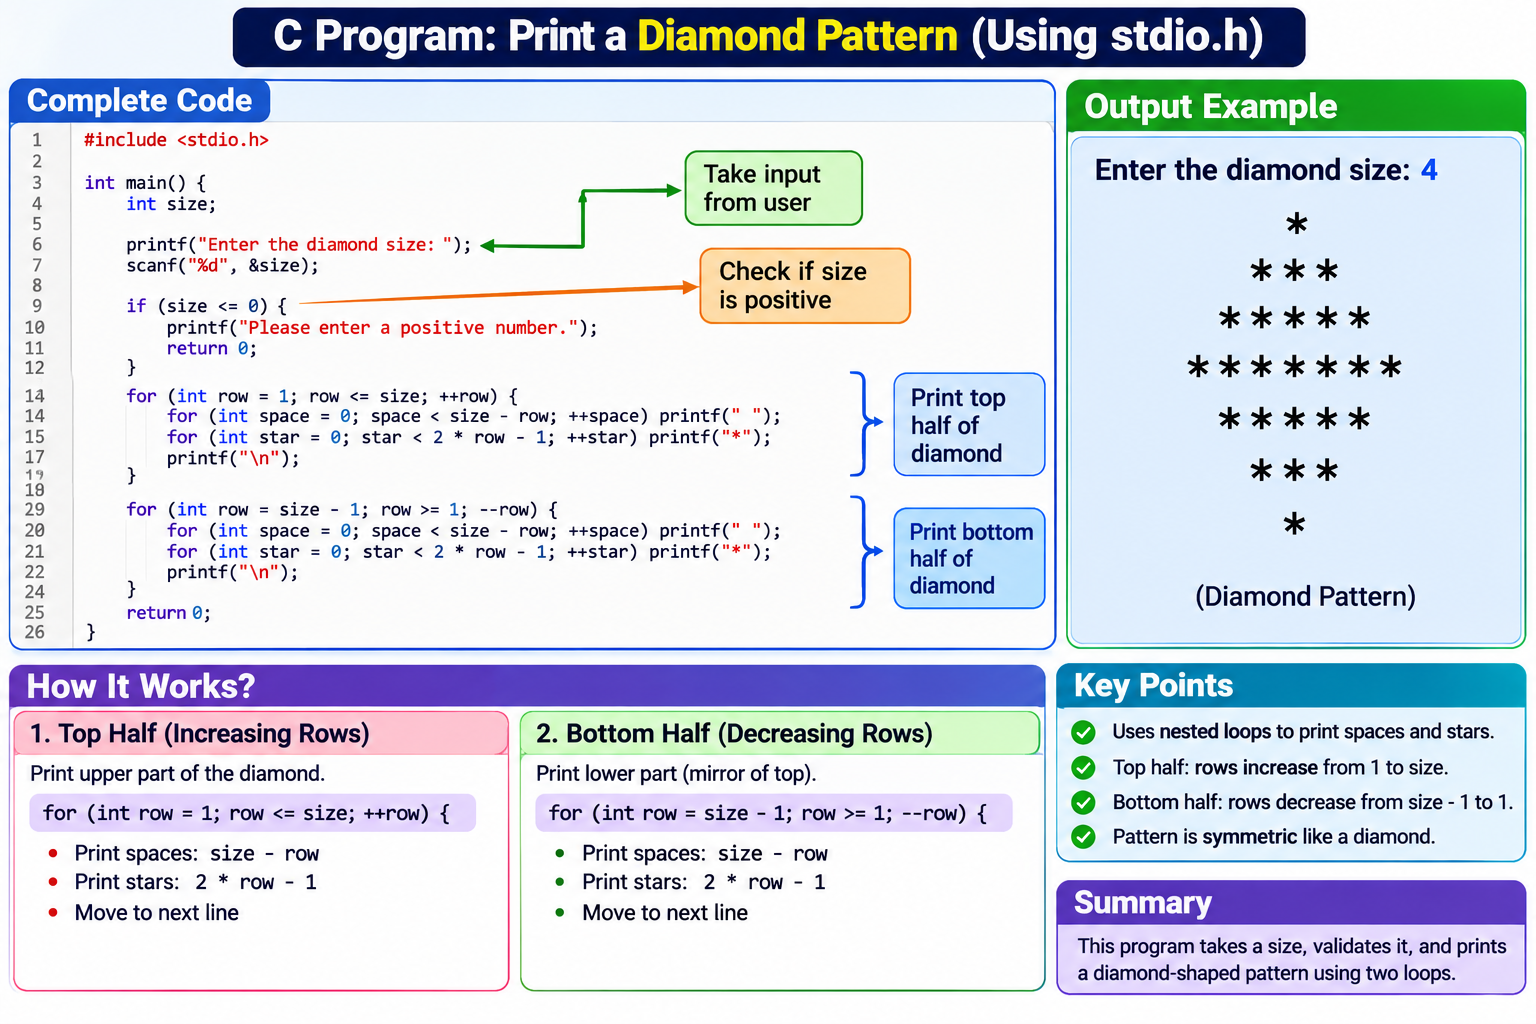 C Program: Print a Diamond Pattern (Using stdio.h)
Complete Code
1 #include <stdio.h>
2
3 int main() {
4     int size;
5
6     printf("Enter the diamond size: ");
7     scanf("%d", &size);
8
9     if (size <= 0) {
10         printf("Please enter a positive number.");
11         return 0;
12     }
14     for (int row = 1; row <= size; ++row) {
14         for (int space = 0; space < size - row; ++space) printf(" ");
15         for (int star = 0; star < 2 * row - 1; ++star) printf("*");
17         printf("\n");
    }
18
29     for (int row = size - 1; row >= 1; --row) {
20         for (int space = 0; space < size - row; ++space) printf(" ");
21         for (int star = 0; star < 2 * row - 1; ++star) printf("*");
22         printf("\n");
24     }
25     return 0;
26 }
Take input
from user
Check if size
is positive
Print top
half of
diamond
Print bottom
half of
diamond
Output Example
Enter the diamond size: 4
*
***
*****
*******
*****
***
*
(Diamond Pattern)
How It Works?
1. Top Half (Increasing Rows)
Print upper part of the diamond.
for (int row = 1; row <= size; ++row) {
• Print spaces: size - row
• Print stars: 2 * row - 1
• Move to next line
2. Bottom Half (Decreasing Rows)
Print lower part (mirror of top).
for (int row = size - 1; row >= 1; --row) {
• Print spaces: size - row
• Print stars: 2 * row - 1
• Move to next line
Key Points
Uses nested loops to print spaces and stars.
Top half: rows increase from 1 to size.
Bottom half: rows decrease from size - 1 to 1.
Pattern is symmetric like a diamond.
Summary
This program takes a size, validates it, and prints
a diamond-shaped pattern using two loops.